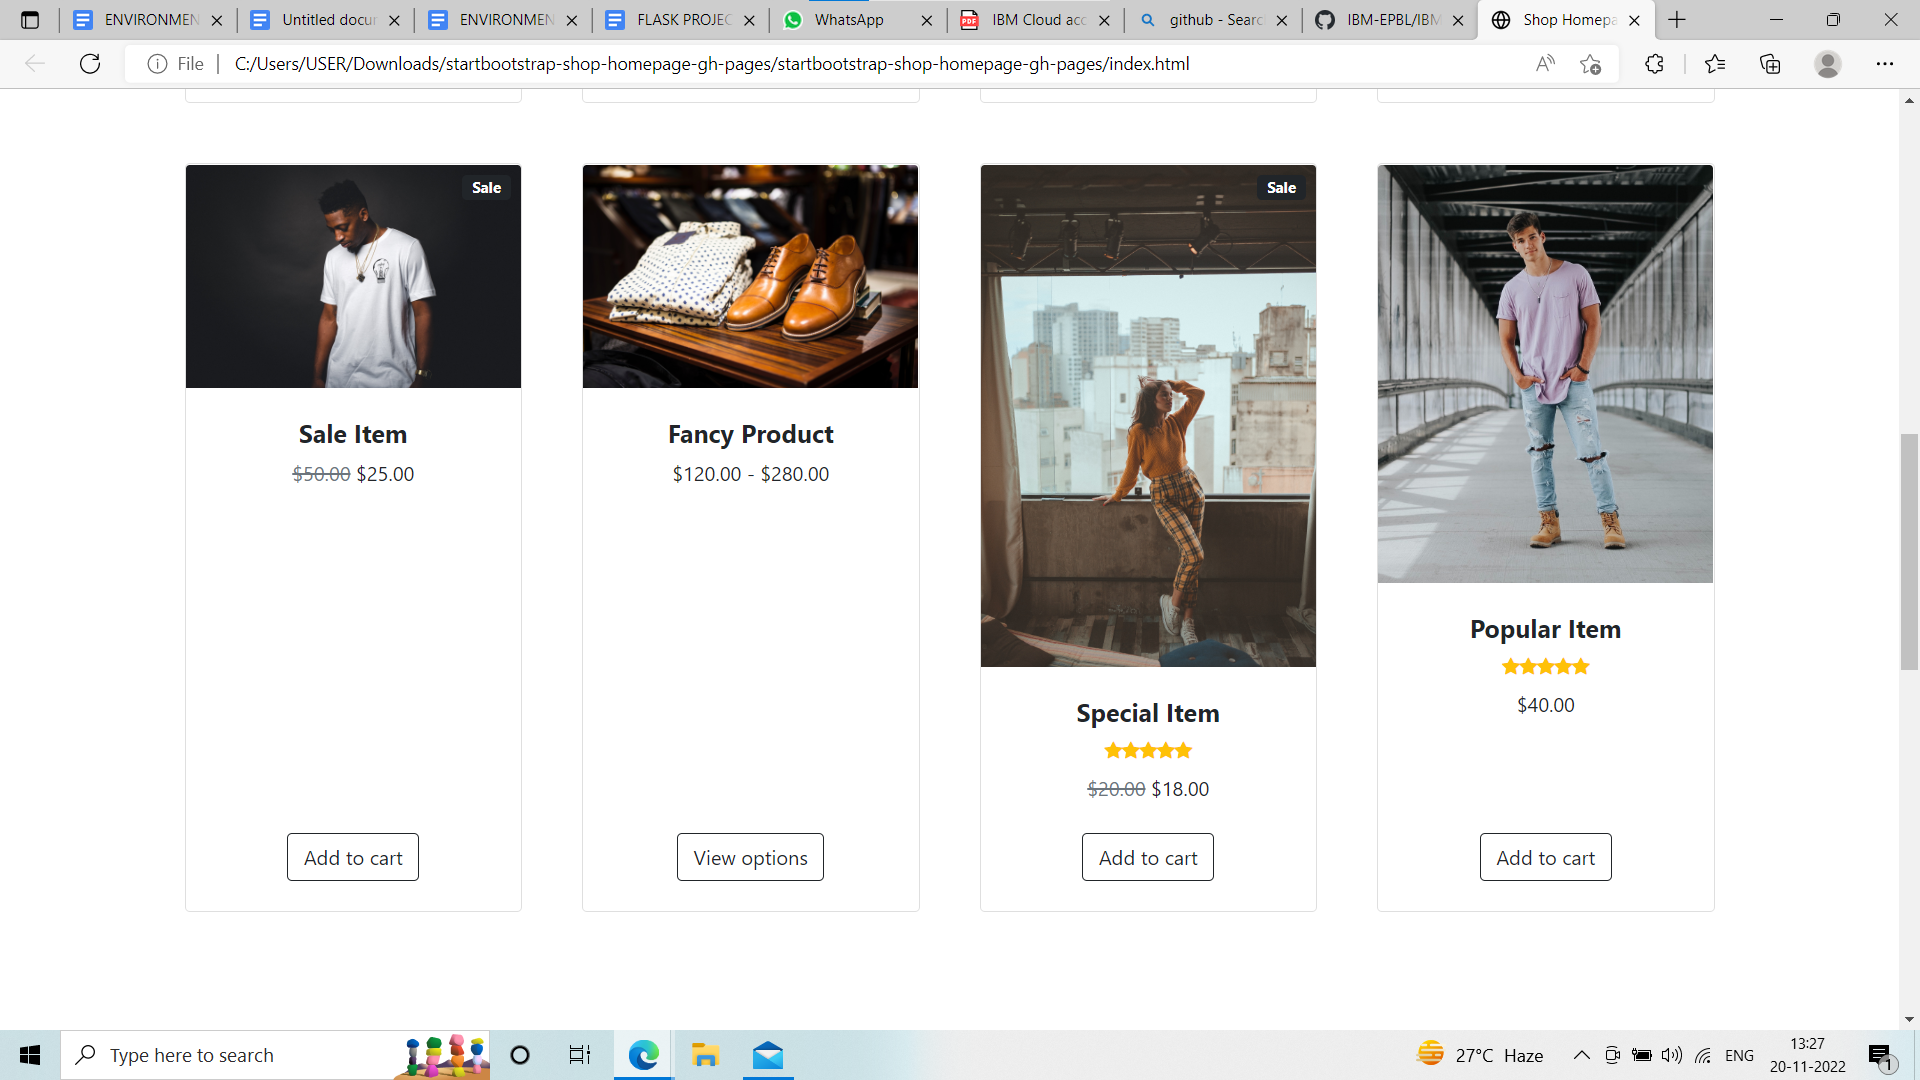 ENVIRONMEN
Untitled docur
ENVIRONMEN
FLASK PROJEC
WhatsApp
IBM Cloud acc
github - Searc
IBM-EPBL/IBM
Shop Homepa
File
C:/Users/USER/Downloads/startbootstrap-shop-homepage-gh-pages/startbootstrap-shop-homepage-gh-pages/index.html
Sale
Sale Item
$50.00 $25.00
Add to cart
Fancy Product
$120.00 - $280.00
View options
Sale
Special Item
$20.00 $18.00
Add to cart
Popular Item
$40.00
Add to cart
Type here to search
27°C Haze
ENG
13:27
20-11-2022
1